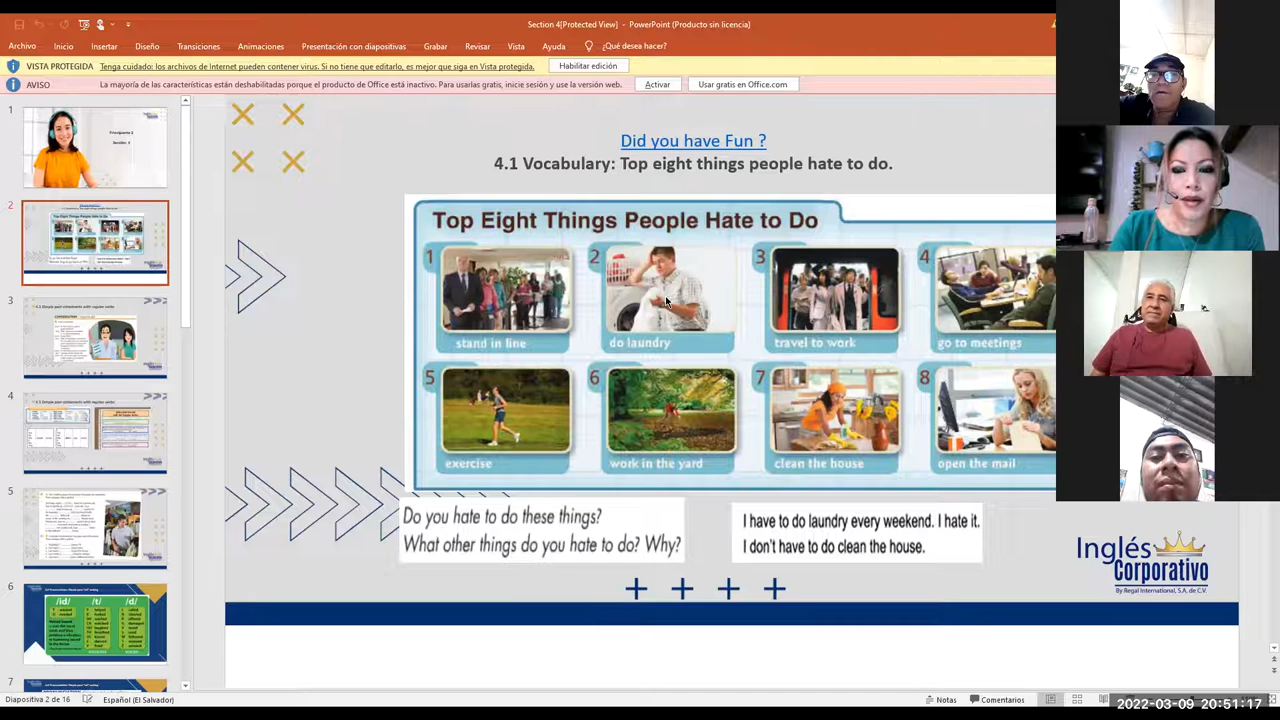 Section 4[Protected View] - PowerPoint (Producto sin licencia)
Archivo Inicio Insertar Diseño Transiciones Animaciones Presentación con diapositivas Grabar Revisar Vista Ayuda ¿Qué desea hacer?
VISTA PROTEGIDA Tenga cuidado: los archivos de Internet pueden contener virus. Si no tiene que editarlo, es mejor que siga en Vista protegida. Habilitar edición
AVISO La mayoría de las características están deshabilitadas porque el producto de Office está inactivo. Para usarlas gratis, inicie sesión y use la versión web. Activar Usar gratis en Office.com
1
2
3
4
5
6
/id/ /t/ /d/
7
Did you have Fun ?
4.1 Vocabulary: Top eight things people hate to do.
Top Eight Things People Hate to Do
1 2 3 4
stand in line do laundry travel to work go to meetings
5 6 7 8
exercise work in the yard clean the house open the mail
Do you hate to
these things?
What other things do you hate to do? Why?
I have to do laundry every weekend. I hate it.
I don't have to do clean the house.
Inglés
Corporativo
By Regal International, S.A. de C.V.
Diapositiva 2 de 16 Español (El Salvador) Notas Comentarios
2022-03-09 20:51:17